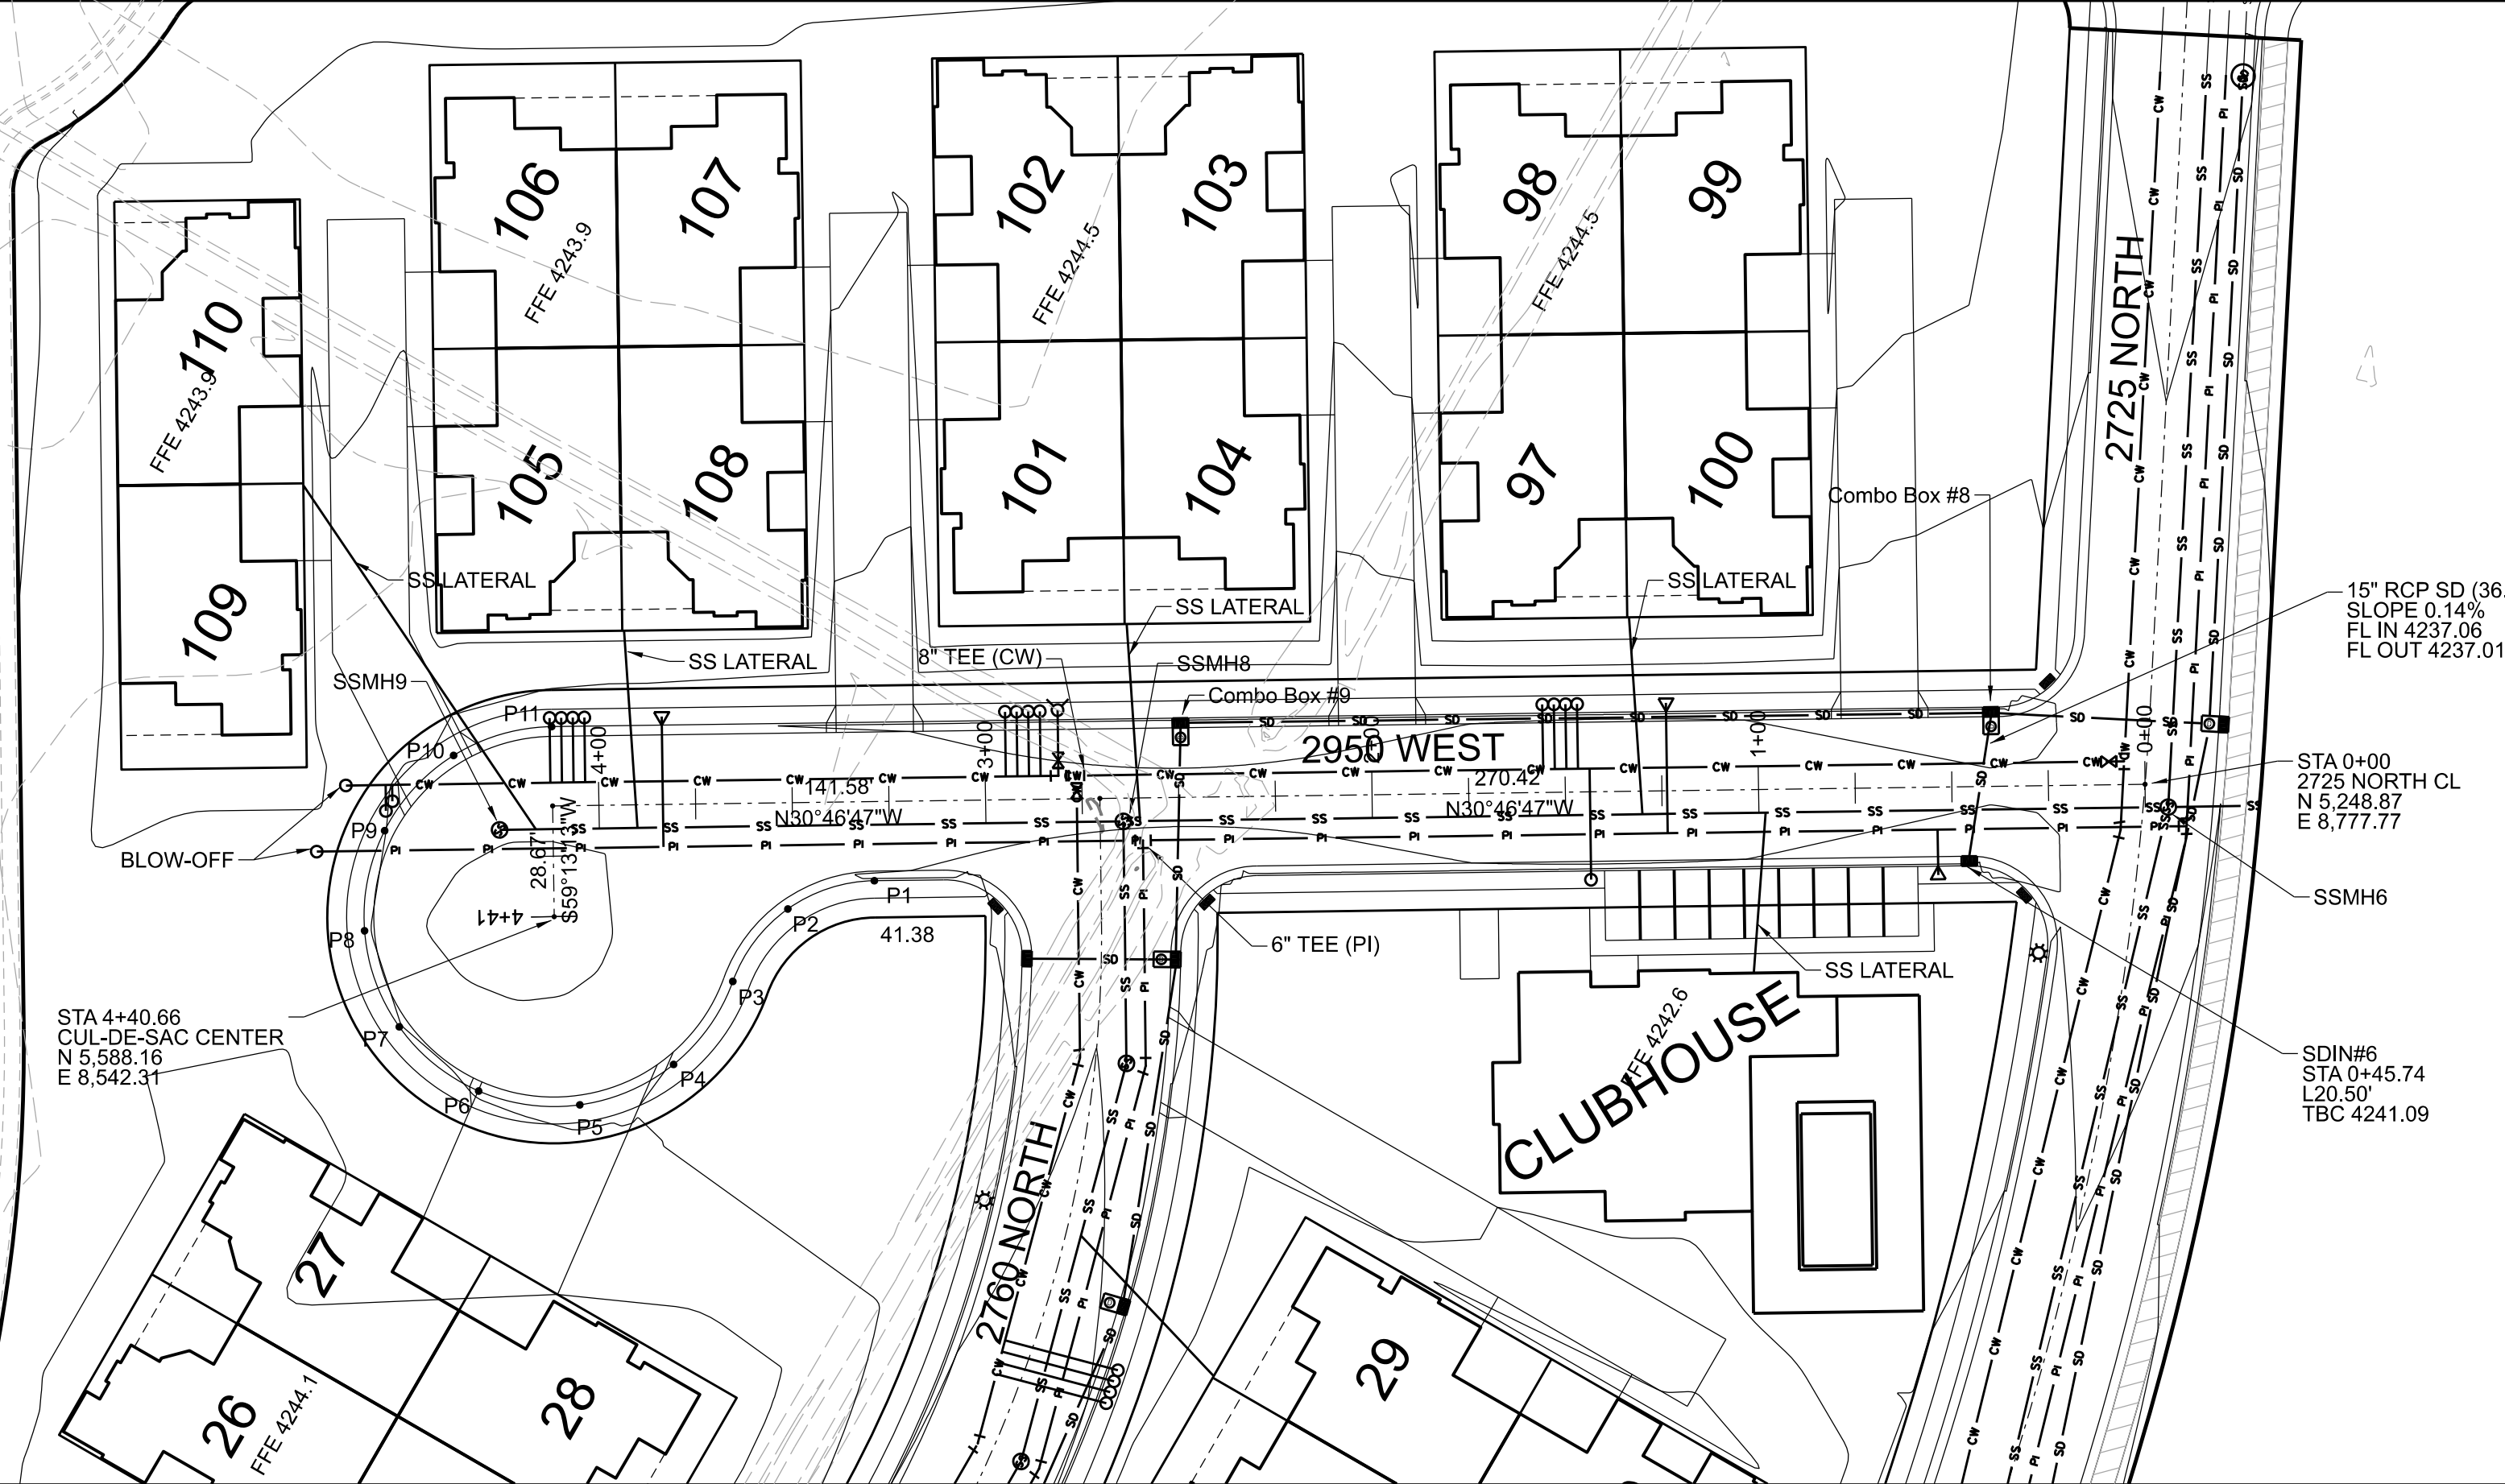 106
107
FFE 4243.9
102
103
FFE 4244.5
98
99
FFE 4244.5
2725 NORTH
110
FFE 4243.9
109
105
108
101
104
97
100
Combo Box #8
SS LATERAL
SS LATERAL
SS LATERAL
SS LATERAL
15" RCP SD (36.
SLOPE 0.14%
FL IN 4237.06
FL OUT 4237.01
SSMH9
8" TEE (CW)
SSMH8
Combo Box #9
P11
P10
P9
P8
P7
P6
P5
P4
P3
P2
P1
4+00
3+00
2+00
1+00
0+00
2950 WEST
141.58'
N30°46'47"W
270.42'
N30°46'47"W
STA 0+00
2725 NORTH CL
N 5,248.87
E 8,777.77
BLOW-OFF
28.67'
S59°13'13"W
4+41
41.38
6" TEE (PI)
SS LATERAL
SSMH6
STA 4+40.66
CUL-DE-SAC CENTER
N 5,588.16
E 8,542.31
CLUBHOUSE
FFE 4242.6
SDIN#6
STA 0+45.74
L20.50'
TBC 4241.09
2760 NORTH
27
26
FFE 4244.1
28
29
CW
SS
PI
SD